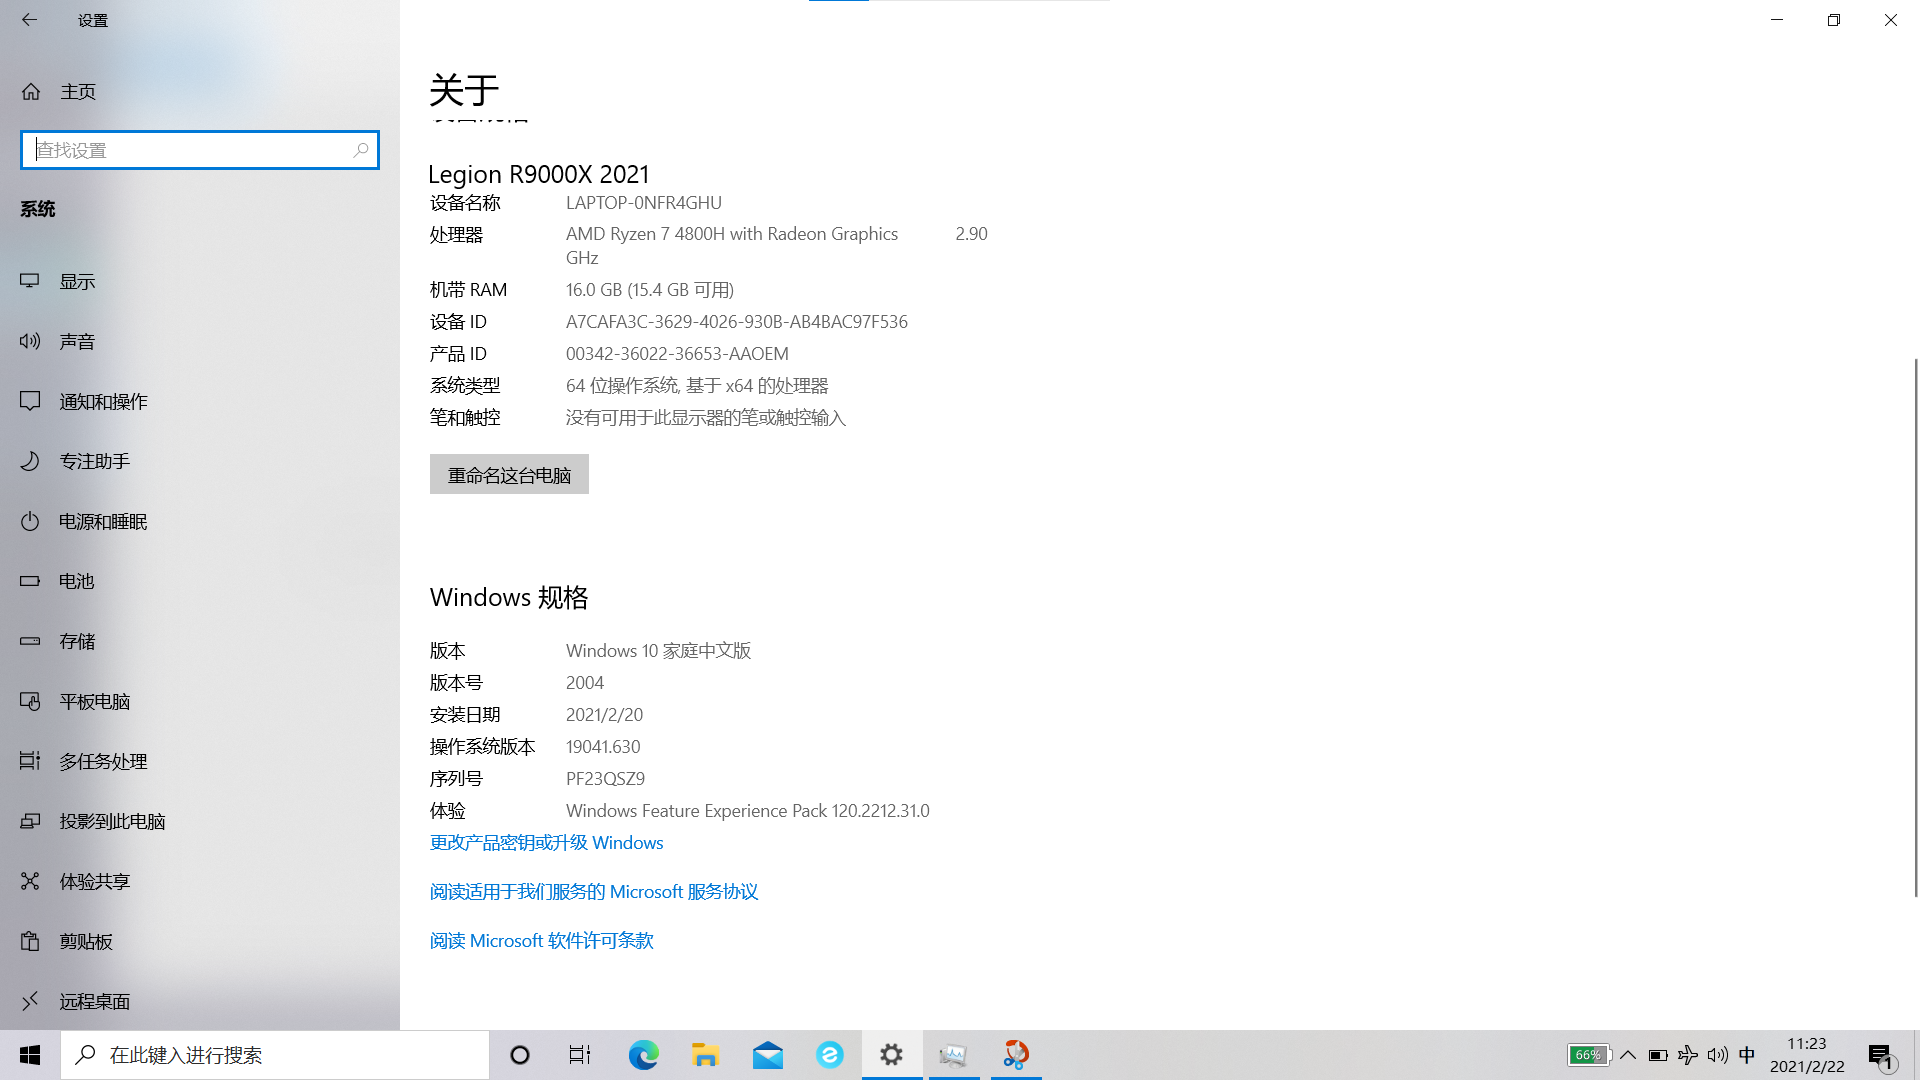 设置
主页
查找设置
系统
显示
声音
通知和操作
专注助手
电源和睡眠
电池
存储
平板电脑
多任务处理
投影到此电脑
体验共享
剪贴板
远程桌面
关于
Legion R9000X 2021
设备名称 LAPTOP-0NFR4GHU
处理器 AMD Ryzen 7 4800H with Radeon Graphics 2.90
GHz
机带 RAM 16.0 GB (15.4 GB 可用)
设备 ID A7CAFA3C-3629-4026-930B-AB4BAC97F536
产品 ID 00342-36022-36653-AAOEM
系统类型 64 位操作系统, 基于 x64 的处理器
笔和触控 没有可用于此显示器的笔或触控输入
重命名这台电脑
Windows 规格
版本 Windows 10 家庭中文版
版本号 2004
安装日期 2021/2/20
操作系统版本 19041.630
序列号 PF23QSZ9
体验 Windows Feature Experience Pack 120.2212.31.0
更改产品密钥或升级 Windows
阅读适用于我们服务的 Microsoft 服务协议
阅读 Microsoft 软件许可条款
在此键入进行搜索
66%
中
11:23
2021/2/22
1